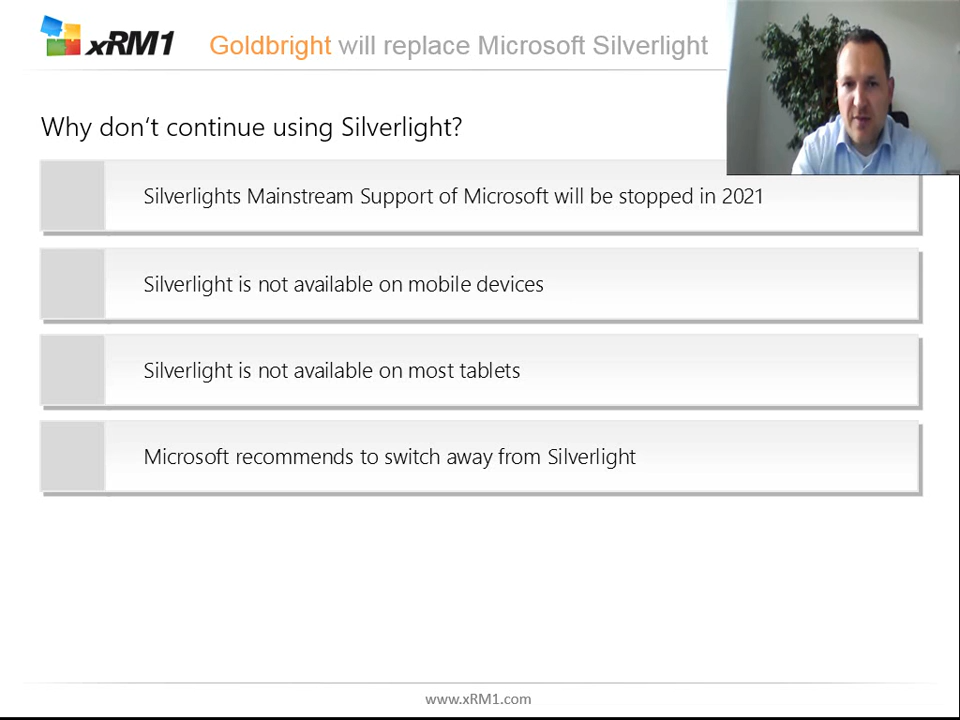 xRM1
Goldbright will replace Microsoft Silverlight
Why don‘t continue using Silverlight?
Silverlights Mainstream Support of Microsoft will be stopped in 2021
Silverlight is not available on mobile devices
Silverlight is not available on most tablets
Microsoft recommends to switch away from Silverlight
www.xRM1.com